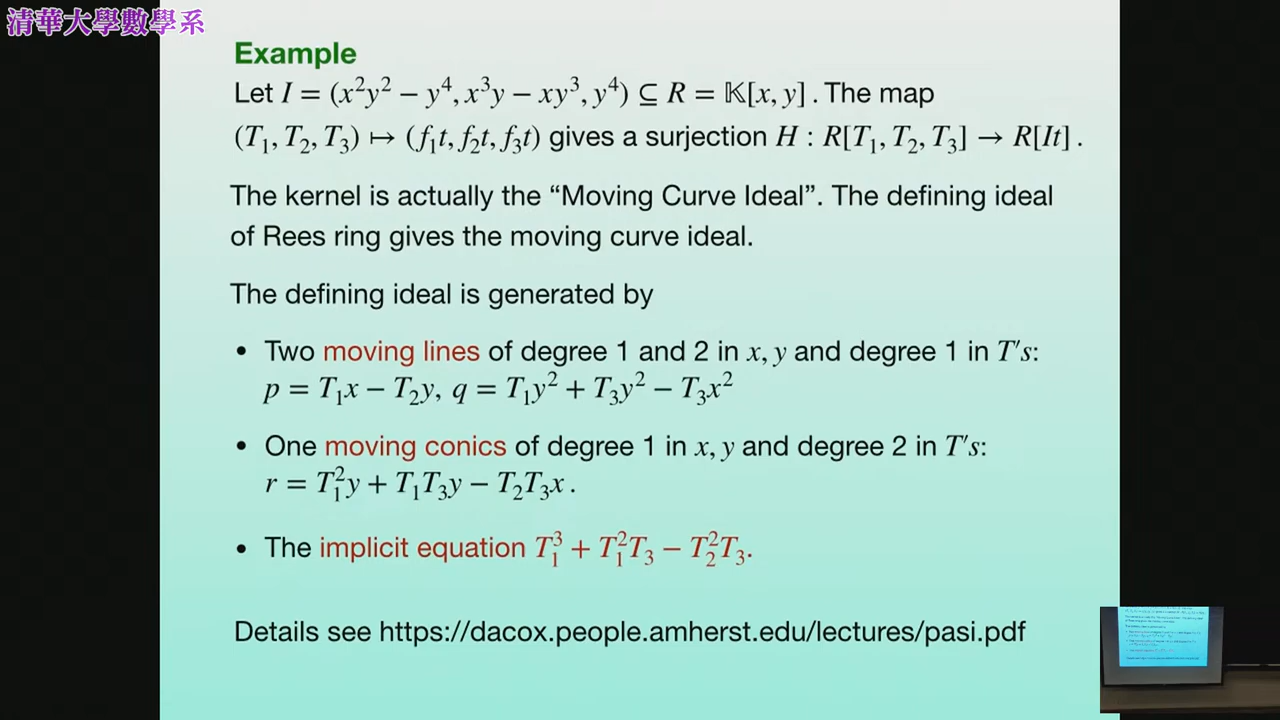 清華大學數學系
Example
Let I = (x²y² − y⁴, x³y − xy³, y⁴) ⊆ R = 𝕂[x, y] . The map
(T₁, T₂, T₃) ↦ (f₁t, f₂t, f₃t) gives a surjection H : R[T₁, T₂, T₃] → R[It] .
The kernel is actually the “Moving Curve Ideal”. The defining ideal
of Rees ring gives the moving curve ideal.
The defining ideal is generated by
• Two moving lines of degree 1 and 2 in x, y and degree 1 in T′s:
p = T₁x − T₂y, q = T₁y² + T₃y² − T₃x²
• One moving conics of degree 1 in x, y and degree 2 in T′s:
r = T₁²y + T₁T₃y − T₂T₃x .
• The implicit equation T₁³ + T₁²T₃ − T₂²T₃.
Details see https://dacox.people.amherst.edu/lectures/pasi.pdf